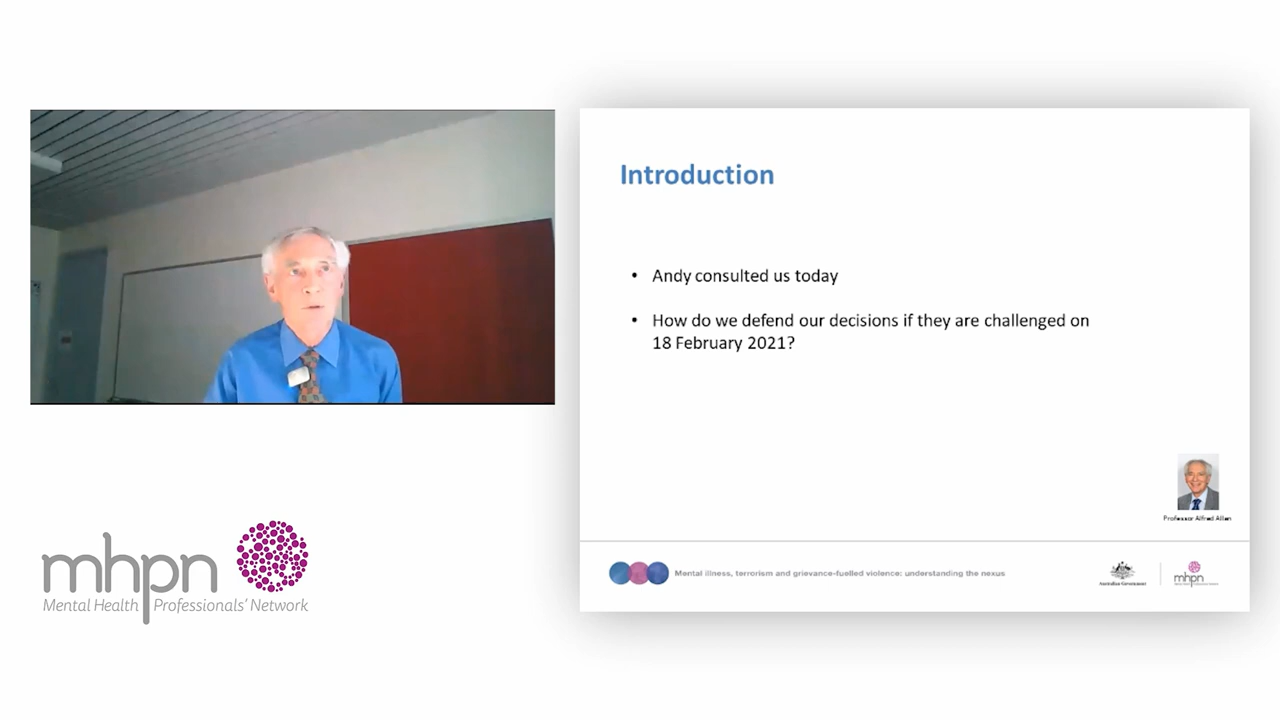 Introduction
• Andy consulted us today
• How do we defend our decisions if they are challenged on
18 February 2021?
Professor Alfred Allan
Mental illness, terrorism and grievance-fuelled violence: understanding the nexus
Australian Government
mhpn
mhpn
Mental Health Professionals' Network